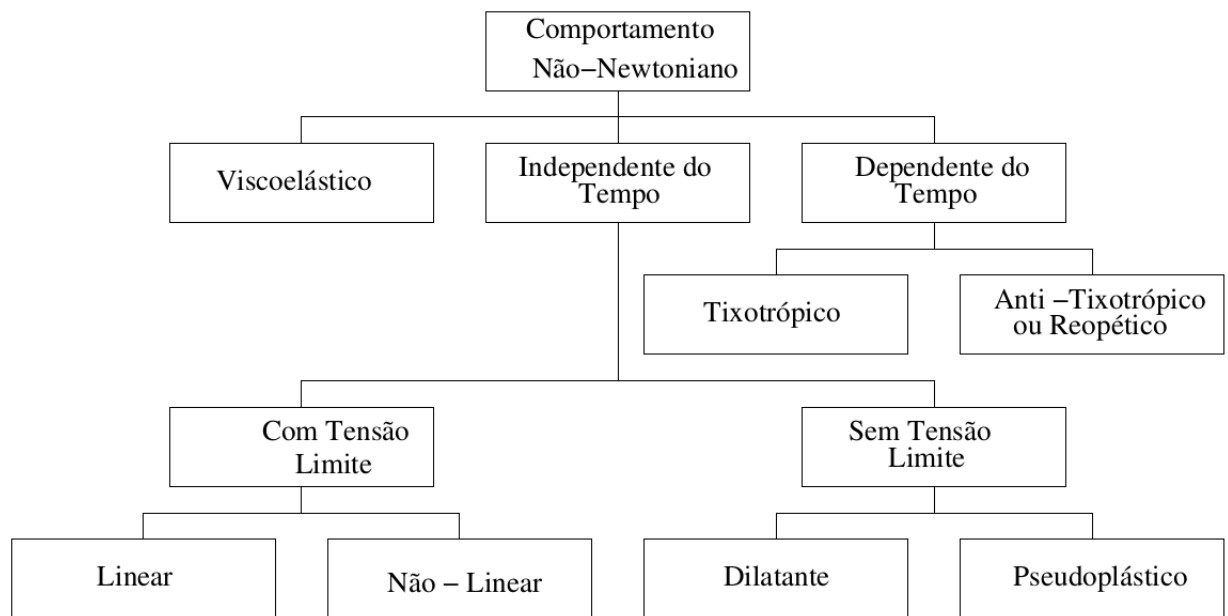 Comportamento
Não−Newtoniano
Viscoelástico
Independente do
Tempo
Dependente do
Tempo
Tixotrópico
Anti −Tixotrópico
ou Reopético
Com Tensão
Limite
Sem Tensão
Limite
Linear
Não − Linear
Dilatante
Pseudoplástico